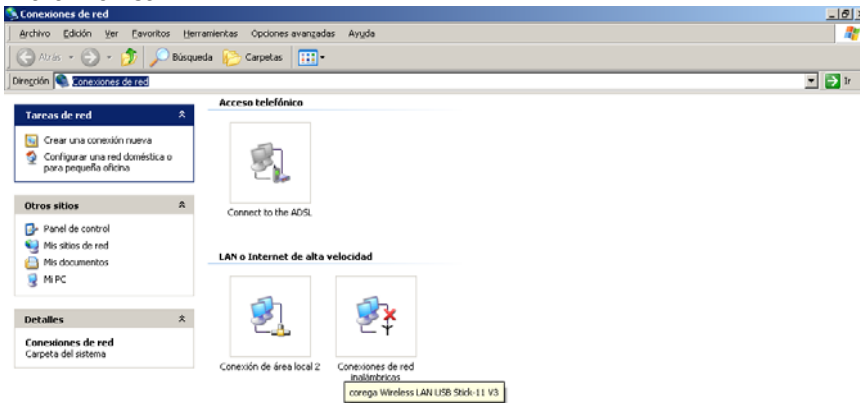 Conexiones de red
Archivo Edición Ver Favoritos Herramientas Opciones avanzadas Ayuda
Atrás Búsqueda Carpetas
Dirección Conexiones de red Ir
Tareas de red
Crear una conexión nueva
Configurar una red doméstica o
para pequeña oficina
Otros sitios
Panel de control
Mis sitios de red
Mis documentos
Mi PC
Detalles
Conexiones de red
Carpeta del sistema
Acceso telefónico
Connect to the ADSL
LAN o Internet de alta velocidad
Conexión de área local 2
Conexiones de red
inalámbricas
corega Wireless LAN USB Stick-11 V3